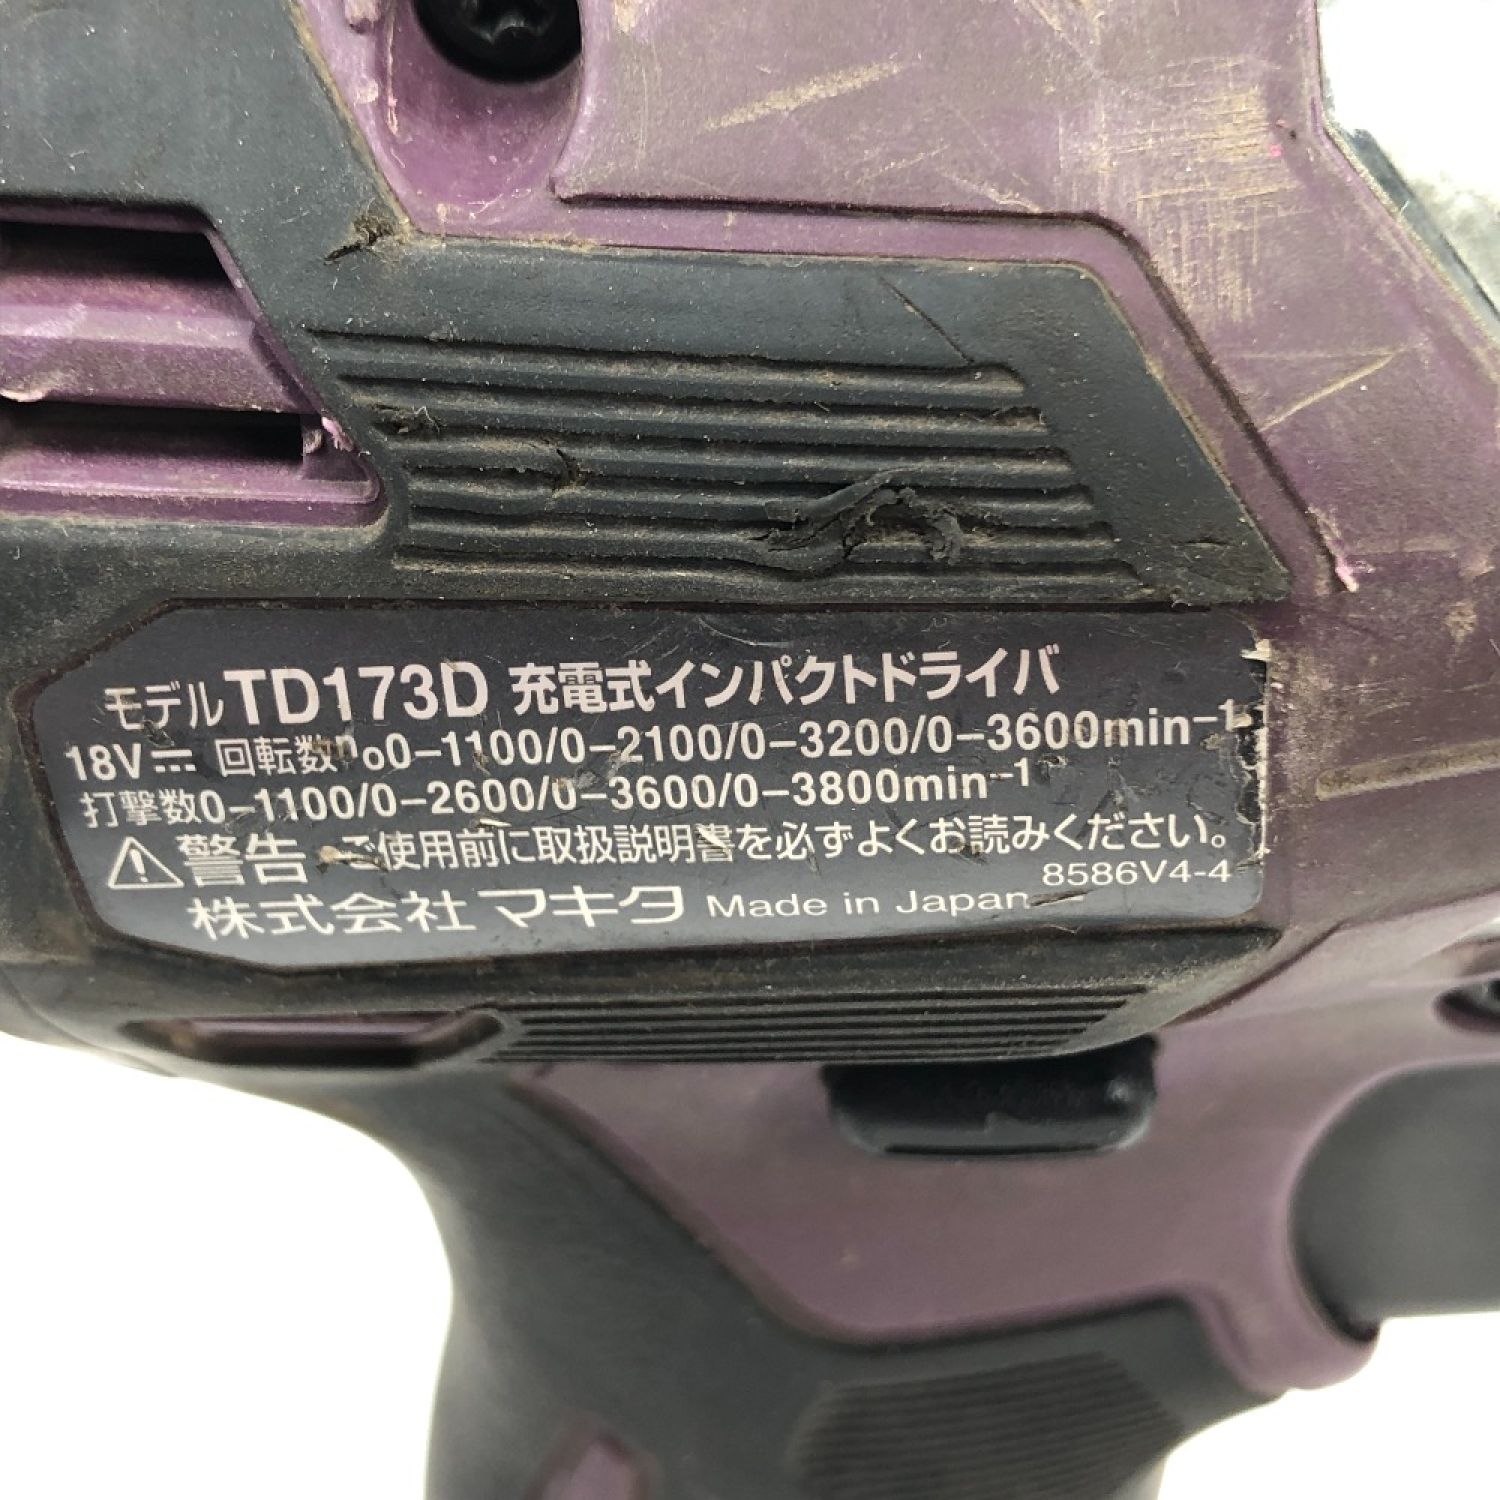 モデルTD173D 充電式インパクトドライバ
18V⎓ 回転数n₀0-1100/0-2100/0-3200/0-3600min⁻¹
打撃数0-1100/0-2600/0-3600/0-3800min⁻¹
⚠警告 ご使用前に取扱説明書を必ずよくお読みください。
8586V4-4
株式会社マキタ Made in Japan